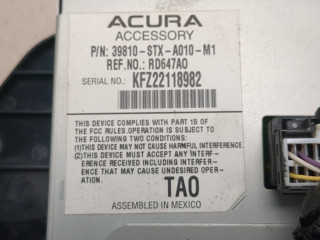 ACURA
ACCESSORY
P/N: 39810-STX-A010-M1
REF.NO.: RD647AO
SERIAL NO.: KFZ22118982
THIS DEVICE COMPLIES WITH PART 15 OF
THE FCC RULES.OPERATION IS SUBJECT TO
THE FOLLOWING TWO CONDITIONS:
(1)THIS DEVICE MAY NOT CAUSE HARMFUL INTERFERENCE.
(2)THIS DEVICE MUST ACCEPT ANY INTERF-
ERENCE RECEIVED INCLUDING INTERFER-
ENCE THAT MAY CAUSE UNDESIRED OPER-
ATION.
TAO
ASSEMBLED IN MEXICO